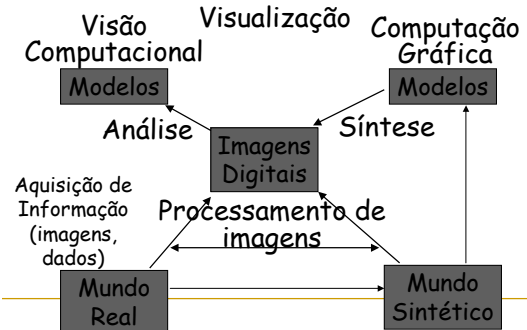 Visão
Computacional
Visualização
Computação
Gráfica
Modelos
Modelos
Análise
Síntese
Imagens
Digitais
Aquisição de
Informação
(imagens,
dados)
Processamento de
imagens
Mundo
Real
Mundo
Sintético